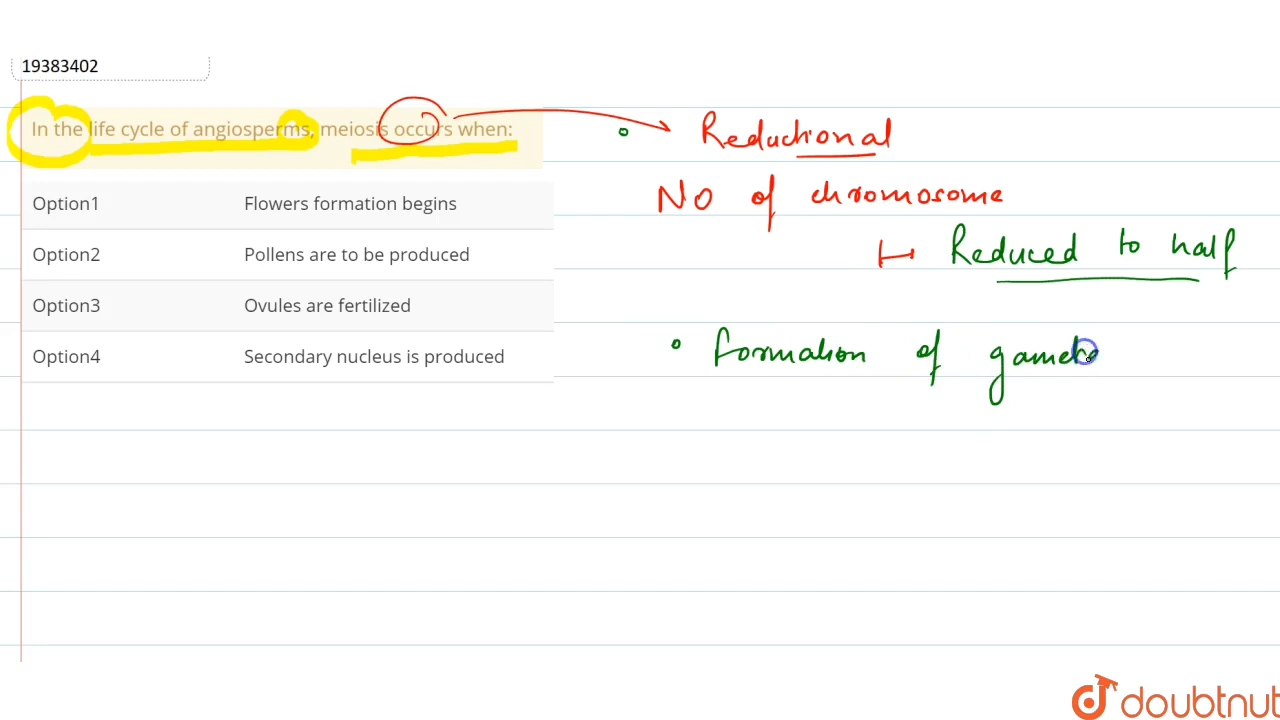 19383402
In the life cycle of angiosperms, meiosis occurs when:
Option1 Flowers formation begins
Option2 Pollens are to be produced
Option3 Ovules are fertilized
Option4 Secondary nucleus is produced
Reductional
No of chromosome
Reduced to half
formation of
doubtnut